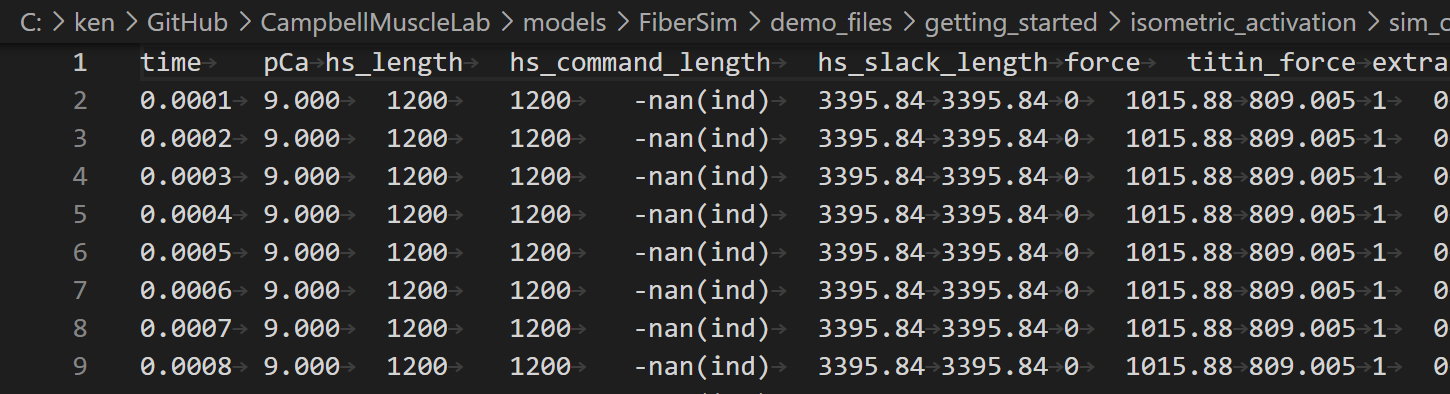 C: > ken > GitHub > CampbellMuscleLab > models > FiberSim > demo_files > getting_started > isometric_activation > sim_
1 time pCa hs_length hs_command_length hs_slack_length force titin_force extra
2 0.0001 9.000 1200 1200 -nan(ind) 3395.84 3395.84 0 1015.88 809.005 1 0
3 0.0002 9.000 1200 1200 -nan(ind) 3395.84 3395.84 0 1015.88 809.005 1 0
4 0.0003 9.000 1200 1200 -nan(ind) 3395.84 3395.84 0 1015.88 809.005 1 0
5 0.0004 9.000 1200 1200 -nan(ind) 3395.84 3395.84 0 1015.88 809.005 1 0
6 0.0005 9.000 1200 1200 -nan(ind) 3395.84 3395.84 0 1015.88 809.005 1 0
7 0.0006 9.000 1200 1200 -nan(ind) 3395.84 3395.84 0 1015.88 809.005 1 0
8 0.0007 9.000 1200 1200 -nan(ind) 3395.84 3395.84 0 1015.88 809.005 1 0
9 0.0008 9.000 1200 1200 -nan(ind) 3395.84 3395.84 0 1015.88 809.005 1 0